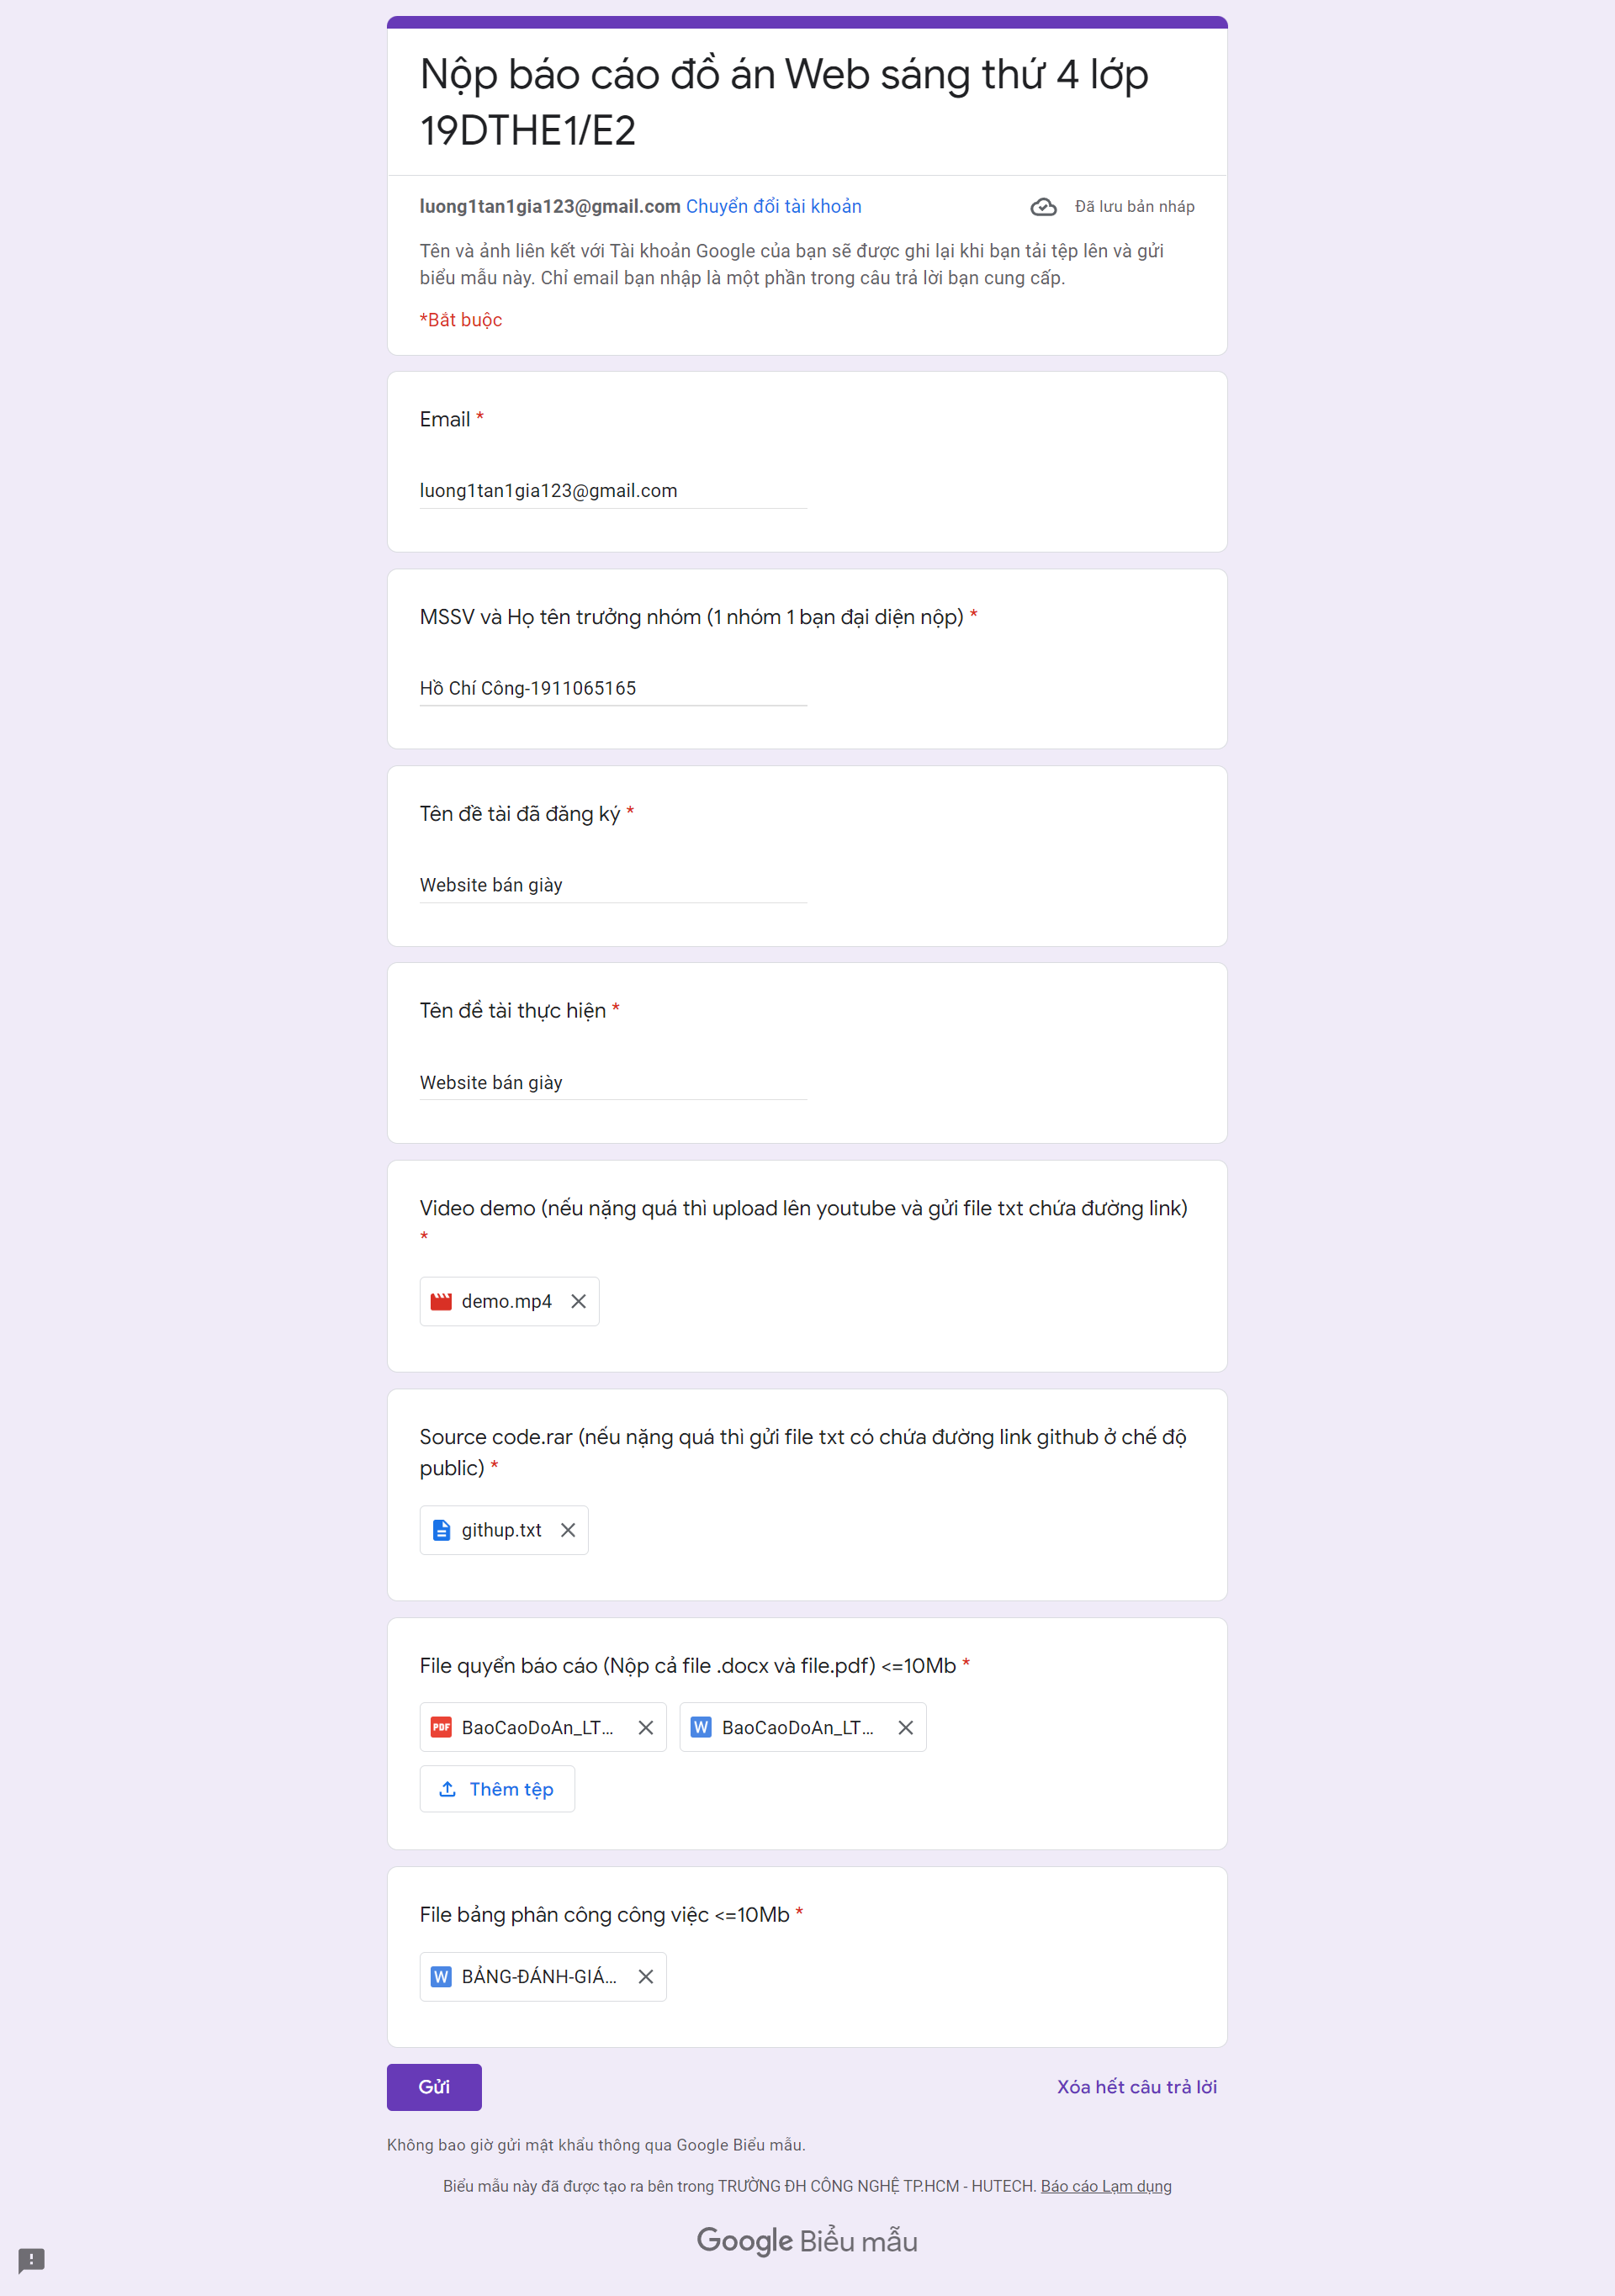 Nộp báo cáo đồ án Web sáng thứ 4 lớp
19DTHE1/E2
luong1tan1gia123@gmail.com Chuyển đổi tài khoản
Đã lưu bản nháp
Tên và ảnh liên kết với Tài khoản Google của bạn sẽ được ghi lại khi bạn tải tệp lên và gửi
biểu mẫu này. Chỉ email bạn nhập là một phần trong câu trả lời bạn cung cấp.
*Bắt buộc
Email *
luong1tan1gia123@gmail.com
MSSV và Họ tên trưởng nhóm (1 nhóm 1 bạn đại diện nộp) *
Hồ Chí Công-1911065165
Tên đề tài đã đăng ký *
Website bán giày
Tên đề tài thực hiện *
Website bán giày
Video demo (nếu nặng quá thì upload lên youtube và gửi file txt chứa đường link)
*
demo.mp4
Source code.rar (nếu nặng quá thì gửi file txt có chứa đường link github ở chế độ
public) *
githup.txt
File quyển báo cáo (Nộp cả file .docx và file.pdf) <=10Mb *
PDF BaoCaoDoAn_LT...
W BaoCaoDoAn_LT...
Thêm tệp
File bảng phân công công việc <=10Mb *
W BẢNG-ĐÁNH-GIÁ...
Gửi
Xóa hết câu trả lời
Không bao giờ gửi mật khẩu thông qua Google Biểu mẫu.
Biểu mẫu này đã được tạo ra bên trong TRƯỜNG ĐH CÔNG NGHỆ TP.HCM - HUTECH. Báo cáo Lạm dụng
Google Biểu mẫu